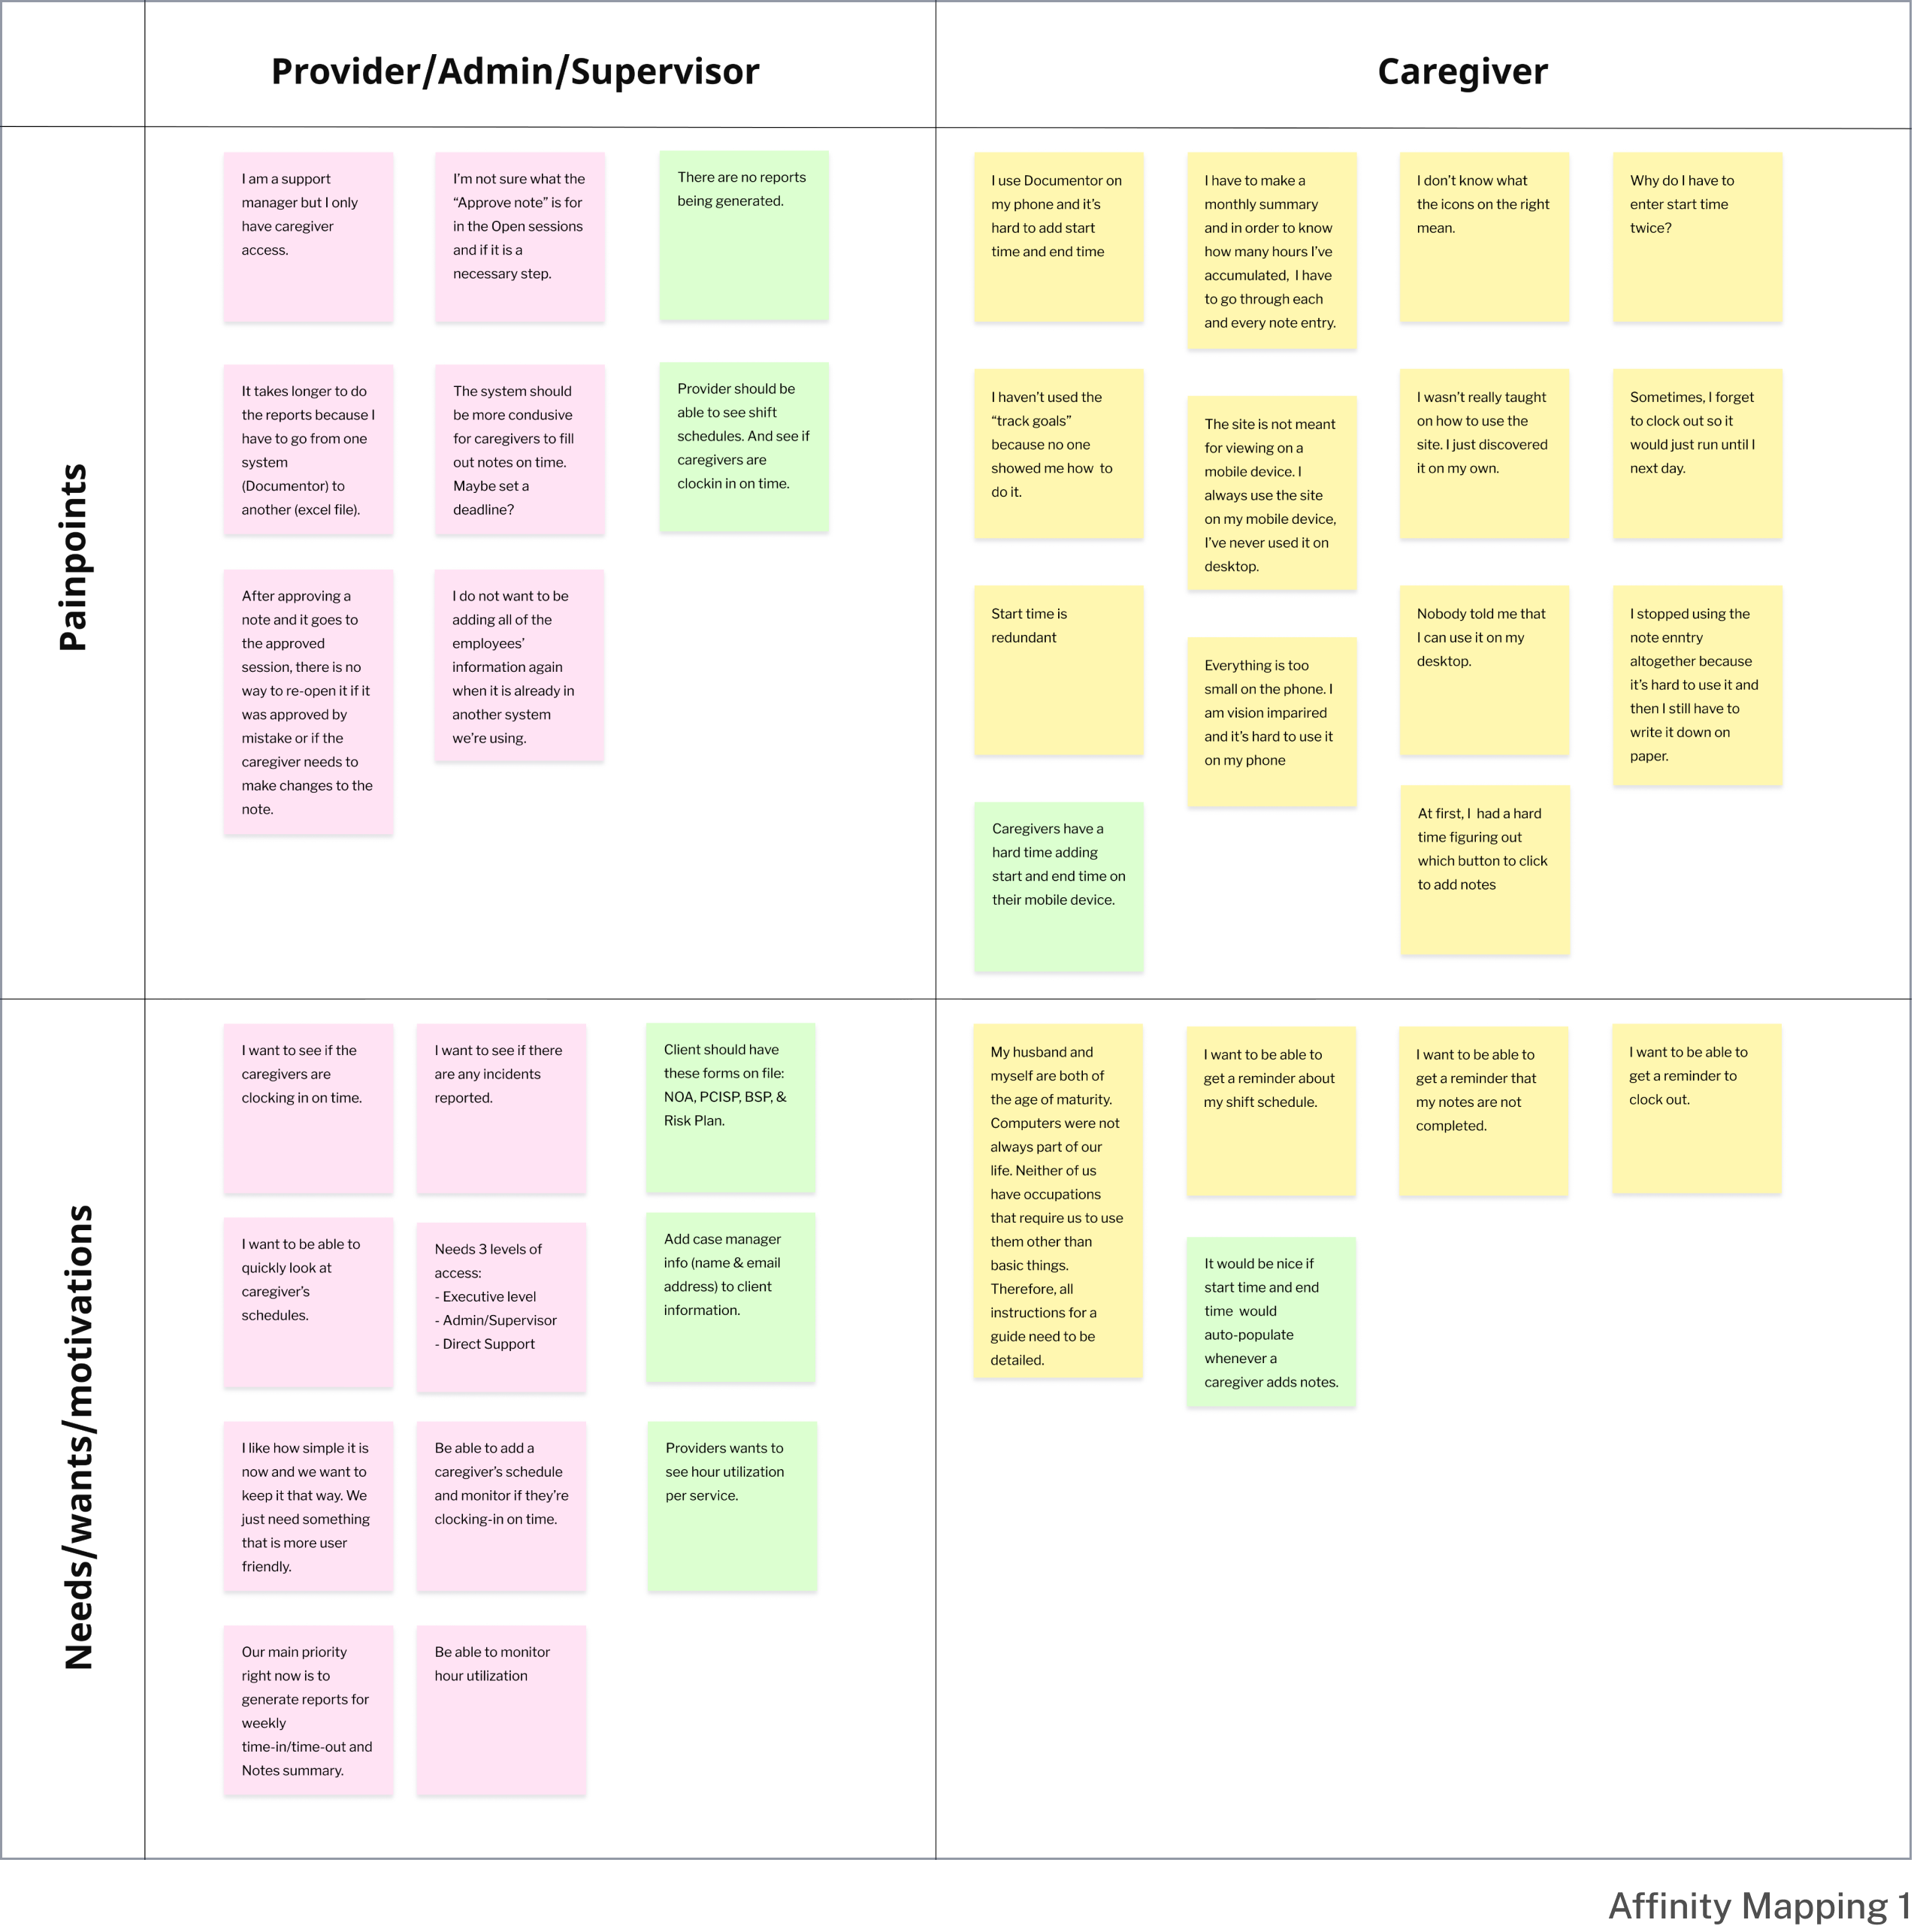 Provider/Admin/Supervisor
Caregiver
Painpoints
I am a support
manager but I only
have caregiver
access.
I'm not sure what the
“Approve note” is for
in the Open sessions
and if it is a
necessary step.
There are no reports
being generated.
It takes longer to do
the reports because I
have to go from one
system
(Documentor) to
another (excel file).
The system should
be more condusive
for caregivers to fill
out notes on time.
Maybe set a
deadline?
Provider should be
able to see shift
schedules. And see if
caregivers are
clockin in on time.
After approving a
note and it goes to
the approved
session, there is no
way to re-open it if it
was approved by
mistake or if the
caregiver needs to
make changes to the
note.
I do not want to be
adding all of the
employees’
information again
when it is already in
another system
we’re using.
I use Documentor on
my phone and it’s
hard to add start
time and end time
I have to make a
monthly summary
and in order to know
how many hours I’ve
accumulated, I have
to go through each
and every note entry.
I don’t know what
the icons on the right
mean.
Why do I have to
enter start time
twice?
I haven’t used the
“track goals”
because no one
showed me how to
do it.
The site is not meant
for viewing on a
mobile device. I
always use the site
on my mobile device,
I’ve never used it on
desktop.
I wasn’t really taught
on how to use the
site. I just discovered
it on my own.
Sometimes, I forget
to clock out so it
would just run until I
next day.
Start time is
redundant
Everything is too
small on the phone. I
am vision imparired
and it’s hard to use it
on my phone
Nobody told me that
I can use it on my
desktop.
I stopped using the
note enntry
altogether because
it’s hard to use it and
then I still have to
write it down on
paper.
Caregivers have a
hard time adding
start and end time on
their mobile device.
At first, I had a hard
time figuring out
which button to click
to add notes
Needs/wants/motivations
I want to see if the
caregivers are
clocking in on time.
I want to see if there
are any incidents
reported.
Client should have
these forms on file:
NOA, PCISP, BSP, &
Risk Plan.
I want to be able to
quickly look at
caregiver’s
schedules.
Needs 3 levels of
access:
- Executive level
- Admin/Supervisor
- Direct Support
Add case manager
info (name & email
address) to client
information.
I like how simple it is
now and we want to
keep it that way. We
just need something
that is more user
friendly.
Be able to add a
caregiver’s schedule
and monitor if they’re
clocking-in on time.
Providers wants to
see hour utilization
per service.
Our main priority
right now is to
generate reports for
weekly
time-in/time-out and
Notes summary.
Be able to monitor
hour utilization
My husband and
myself are both of
the age of maturity.
Computers were not
always part of our
life. Neither of us
have occupations
that require us to use
them other than
basic things.
Therefore, all
instructions for a
guide need to be
detailed.
I want to be able to
get a reminder about
my shift schedule.
I want to be able to
get a reminder that
my notes are not
completed.
I want to be able to
get a reminder to
clock out.
It would be nice if
start time and end
time would
auto-populate
whenever a
caregiver adds notes.
Affinity Mapping 1